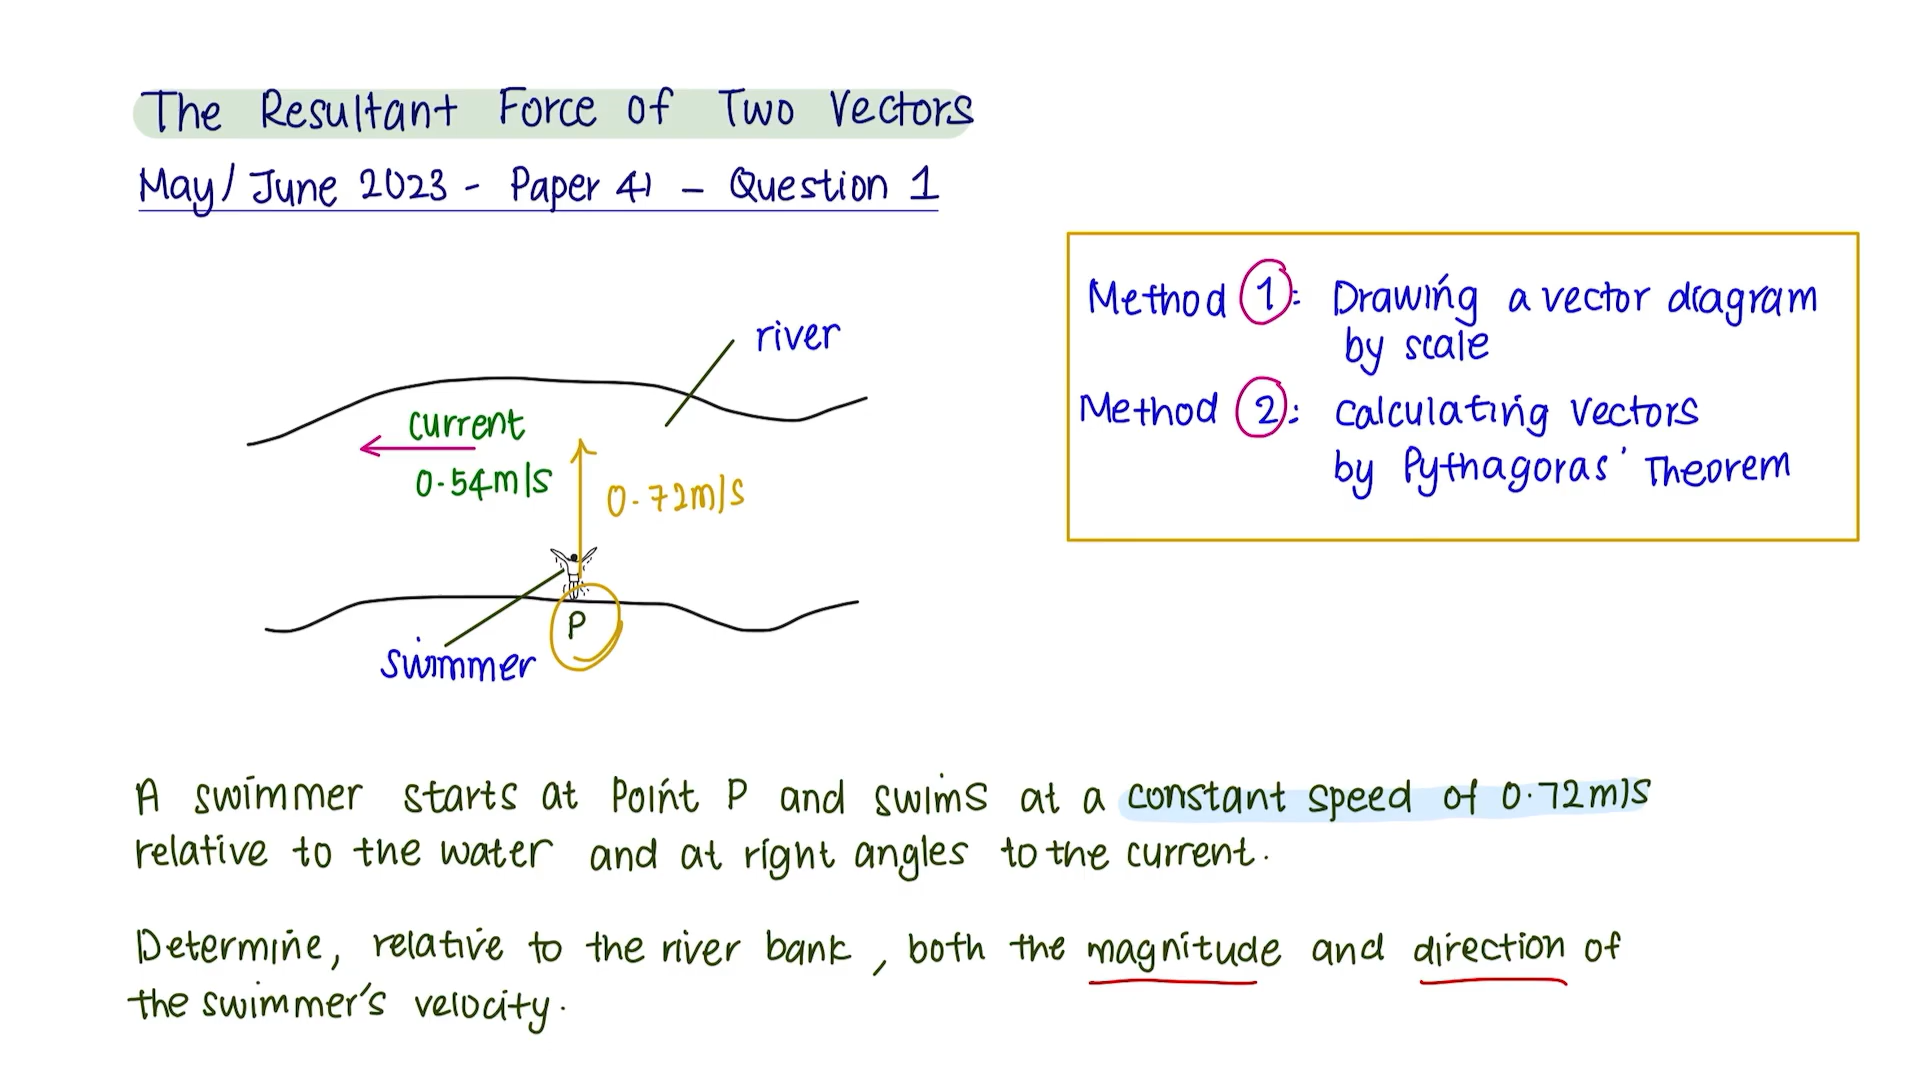 The Resultant Force of Two Vectors
May/June 2023 - Paper 41 - Question 1
river
current
0.54m/s
0.72m/s
P
swimmer
Method 1: Drawing a vector diagram
by scale
Method 2: Calculating vectors
by Pythagoras' Theorem
A swimmer starts at Point P and swims at a constant speed of 0.72m/s
relative to the water and at right angles to the current.
Determine, relative to the river bank, both the magnitude and direction of
the swimmer's velocity.